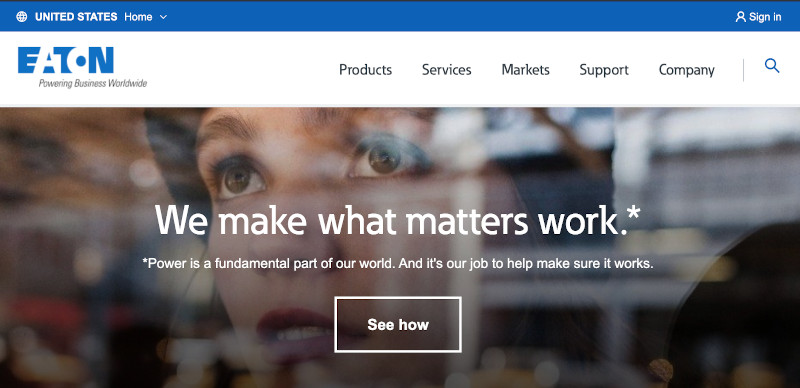 UNITED STATES Home Sign in
EATON
Powering Business Worldwide
Products Services Markets Support Company
We make what matters work.*
*Power is a fundamental part of our world. And it's our job to help make sure it works.
See how